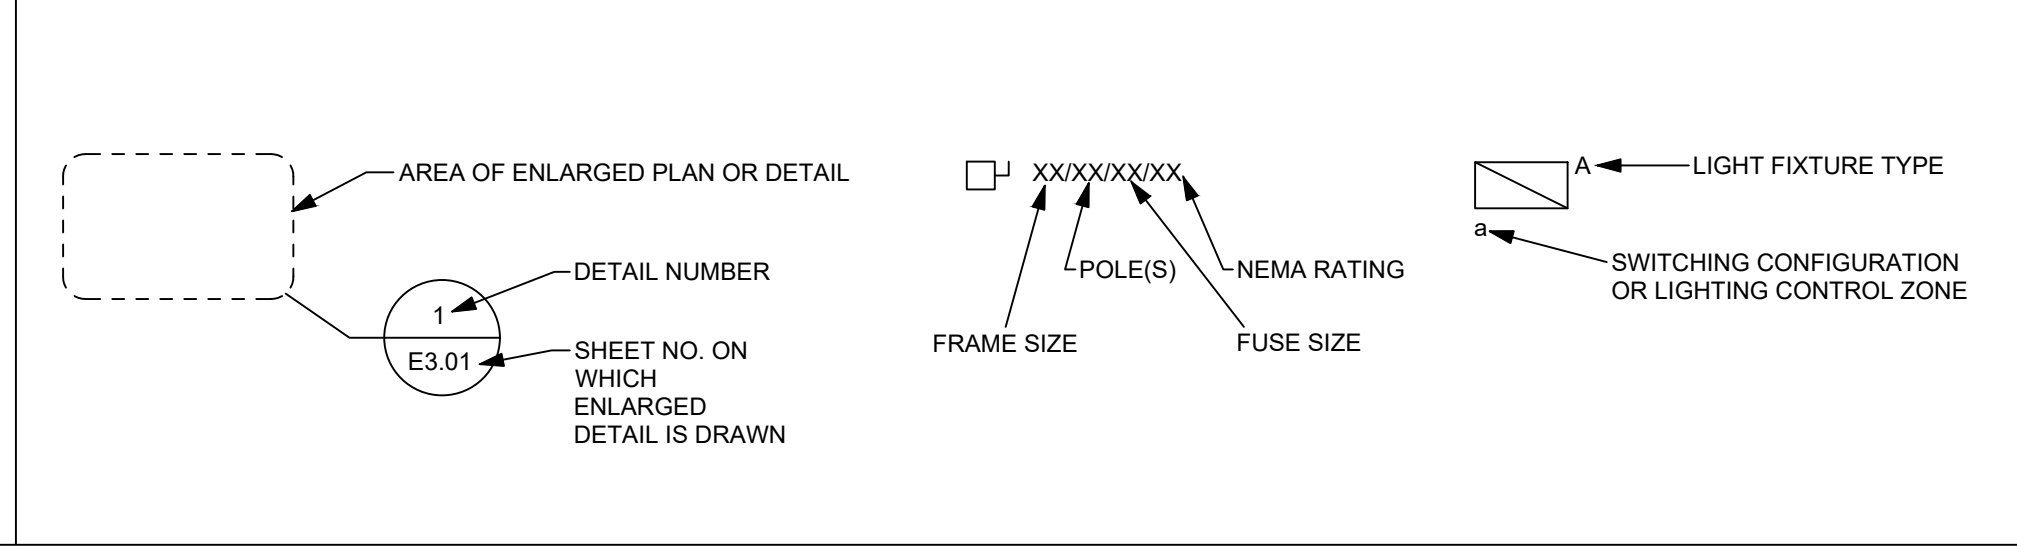 AREA OF ENLARGED PLAN OR DETAIL
DETAIL NUMBER
1
E3.01
SHEET NO. ON
WHICH
ENLARGED
DETAIL IS DRAWN
XX/XX/XX/XX
POLE(S)
NEMA RATING
FRAME SIZE
FUSE SIZE
A
LIGHT FIXTURE TYPE
a
SWITCHING CONFIGURATION
OR LIGHTING CONTROL ZONE